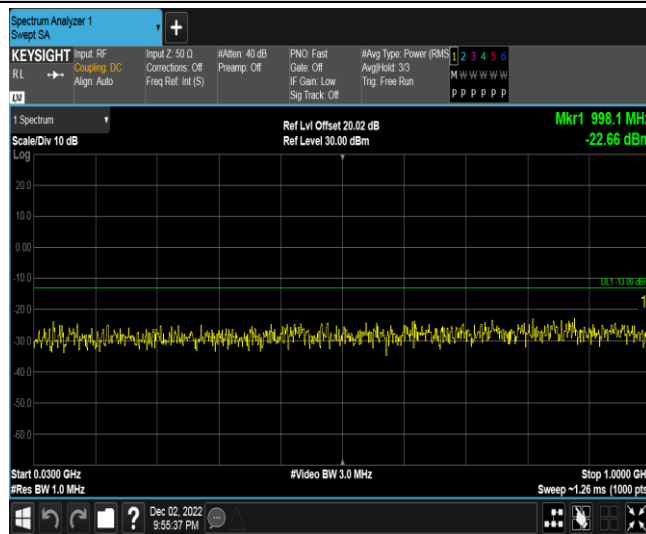 Spectrum Analyzer 1
Swept SA
+
KEYSIGHT
RL
LXI
Input: RF
Coupling: DC
Align: Auto
Input Z: 50 Ω
Corrections: Off
Freq Ref: Int (S)
#Atten: 40 dB
Preamp: Off
PNO: Fast
Gate: Off
IF Gain: Low
Sig Track: Off
#Avg Type: Power (RMS
Avg|Hold: 3/3
Trig: Free Run
1 2 3 4 5 6
M W W W W W
P P P P P P
1 Spectrum
Scale/Div 10 dB
Log
Ref Lvl Offset 20.02 dB
Ref Level 30.00 dBm
Mkr1 998.1 MHz
-22.66 dBm
20.0
10.0
0.00
-10.0
-20.0
-30.0
-40.0
-50.0
-60.0
DL1 -13.00 dBm
1
Start 0.0300 GHz
#Res BW 1.0 MHz
#Video BW 3.0 MHz
Stop 1.0000 GHz
Sweep ~1.26 ms (1000 pts)
?
Dec 02, 2022
9:55:37 PM